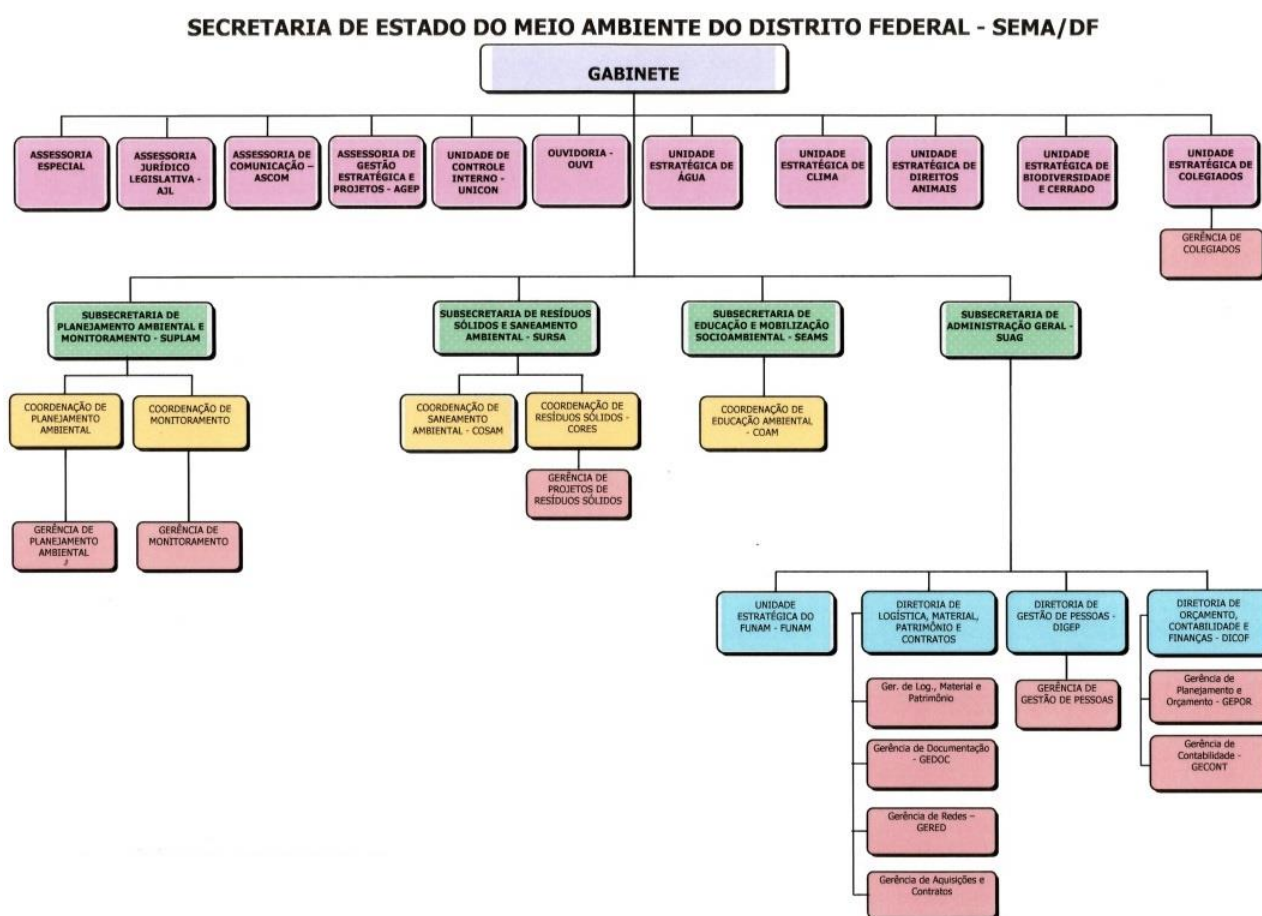 SECRETARIA DE ESTADO DO MEIO AMBIENTE DO DISTRITO FEDERAL - SEMA/DF
GABINETE
ASSESSORIA
ESPECIAL
ASSESSORIA
JURÍDICO
LEGISLATIVA -
AJL
ASSESSORIA DE
COMUNICAÇÃO –
ASCOM
ASSESSORIA DE
GESTÃO
ESTRATÉGICA E
PROJETOS - AGEP
UNIDADE DE
CONTROLE
INTERNO -
UNICON
OUVIDORIA -
OUVI
UNIDADE
ESTRATÉGICA DE
ÁGUA
UNIDADE
ESTRATÉGICA DE
CLIMA
UNIDADE
ESTRATÉGICA DE
DIREITOS
ANIMAIS
UNIDADE
ESTRATÉGICA DE
BIODIVERSIDADE
E CERRADO
UNIDADE
ESTRATÉGICA DE
COLEGIADOS
GERÊNCIA DE
COLEGIADOS
SUBSECRETARIA DE
PLANEJAMENTO AMBIENTAL E
MONITORAMENTO - SUPLAM
SUBSECRETARIA DE RESÍDUOS
SÓLIDOS E SANEAMENTO
AMBIENTAL - SURSA
SUBSECRETARIA DE
EDUCAÇÃO E MOBILIZAÇÃO
SOCIOAMBIENTAL - SEAMS
SUBSECRETARIA DE
ADMINISTRAÇÃO GERAL -
SUAG
COORDENAÇÃO DE
PLANEJAMENTO
AMBIENTAL
COORDENAÇÃO DE
MONITORAMENTO
COORDENAÇÃO DE
SANEAMENTO
AMBIENTAL - COSAM
COORDENAÇÃO DE
RESÍDUOS SÓLIDOS -
CORES
COORDENAÇÃO DE
EDUCAÇÃO AMBIENTAL
- COAM
GERÊNCIA DE
PROJETOS DE
RESÍDUOS SÓLIDOS
GERÊNCIA DE
PLANEJAMENTO
AMBIENTAL
GERÊNCIA DE
MONITORAMENTO
UNIDADE
ESTRATÉGICA DO
FUNAM - FUNAM
DIRETORIA DE
LOGÍSTICA, MATERIAL,
PATRIMÔNIO E
CONTRATOS
DIRETORIA DE
GESTÃO DE PESSOAS -
DIGEP
DIRETORIA DE
ORÇAMENTO,
CONTABILIDADE E
FINANÇAS - DICOF
Ger. de Log., Material e
Patrimônio
GERÊNCIA DE
GESTÃO DE PESSOAS
Gerência de
Planejamento e
Orçamento - GEPOR
Gerência de Documentação
- GEDOC
Gerência de
Contabilidade -
GECONT
Gerência de Redes –
GERED
Gerência de Aquisições e
Contratos